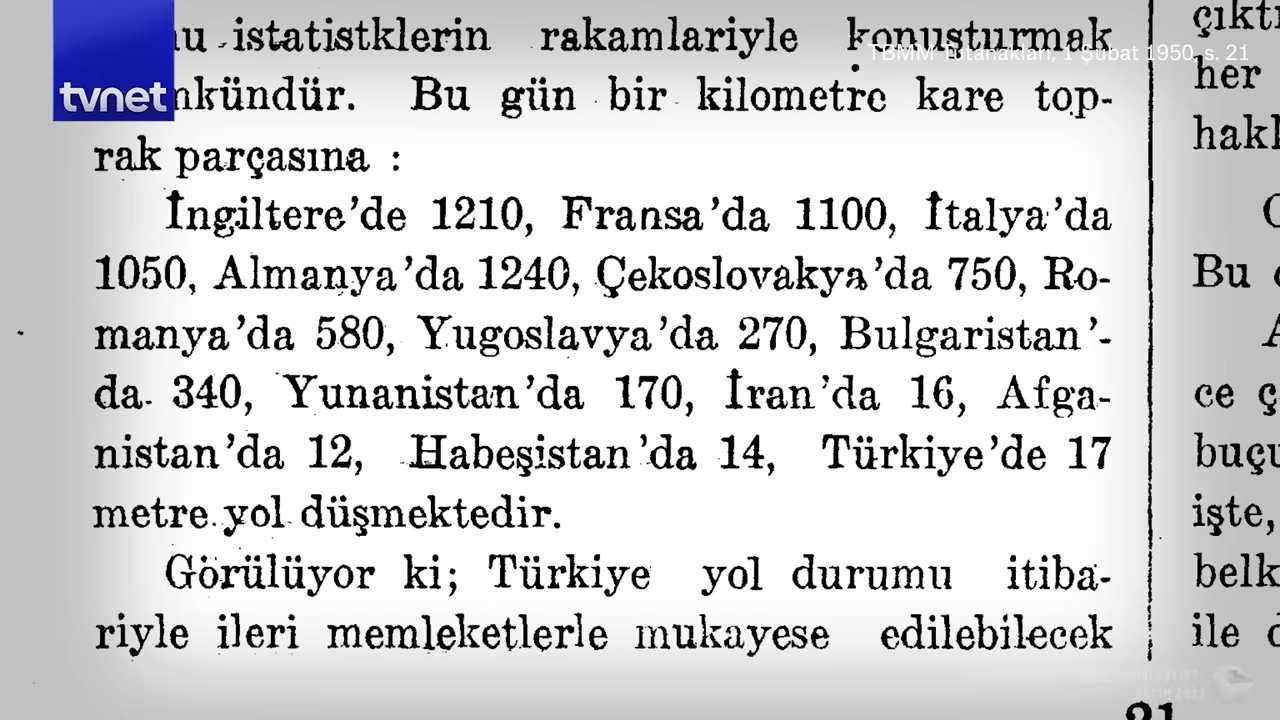 tvnet
TBMM Tutanakları, 1 Şubat 1950, s. 21
istatistklerin rakamlariyle konuşturmak
nkündür. Bu gün bir kilometre kare top-
rak parçasına :
İngiltere'de 1210, Fransa'da 1100, İtalya'da
1050, Almanya'da 1240, Çekoslovakya'da 750, Ro-
manya'da 580, Yugoslavya'da 270, Bulgaristan'-
da 340, Yunanistan'da 170, İran'da 16, Afga-
nistan'da 12, Habeşistan'da 14, Türkiye'de 17
metre yol düşmektedir.
Görülüyor ki; Türkiye yol durumu itiba-
riyle ileri memleketlerle mukayese edilebilecek
çıktı
her
hakk
Bu
ce ç
buçu
işte,
belk
ile
21